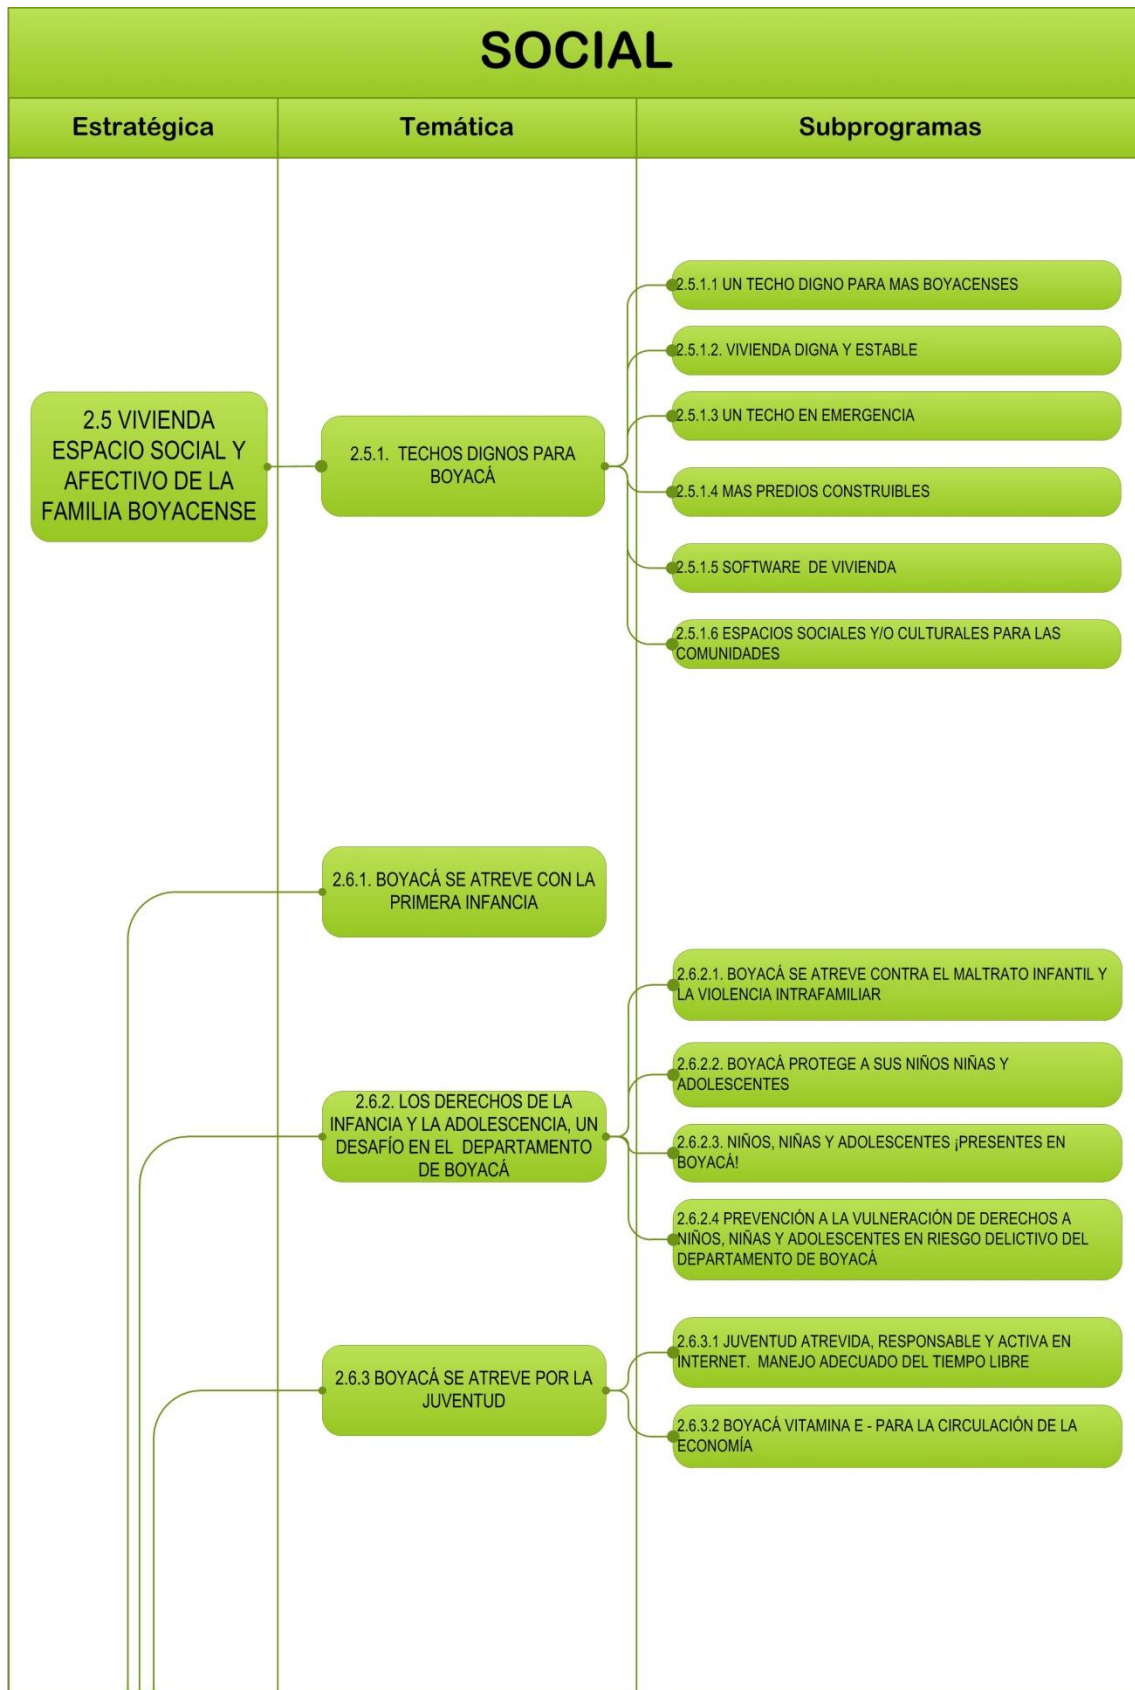 SOCIAL
Estratégica
Temática
Subprogramas
2.5 VIVIENDA
ESPACIO SOCIAL Y
AFECTIVO DE LA
FAMILIA BOYACENSE
2.5.1. TECHOS DIGNOS PARA
BOYACÁ
2.5.1.1 UN TECHO DIGNO PARA MAS BOYACENSES
2.5.1.2. VIVIENDA DIGNA Y ESTABLE
2.5.1.3 UN TECHO EN EMERGENCIA
2.5.1.4 MAS PREDIOS CONSTRUIBLES
2.5.1.5 SOFTWARE DE VIVIENDA
2.5.1.6 ESPACIOS SOCIALES Y/O CULTURALES PARA LAS
COMUNIDADES
2.6.1. BOYACÁ SE ATREVE CON LA
PRIMERA INFANCIA
2.6.2. LOS DERECHOS DE LA
INFANCIA Y LA ADOLESCENCIA, UN
DESAFÍO EN EL DEPARTAMENTO
DE BOYACÁ
2.6.2.1. BOYACÁ SE ATREVE CONTRA EL MALTRATO INFANTIL Y
LA VIOLENCIA INTRAFAMILIAR
2.6.2.2. BOYACÁ PROTEGE A SUS NIÑOS NIÑAS Y
ADOLESCENTES
2.6.2.3. NIÑOS, NIÑAS Y ADOLESCENTES ¡PRESENTES EN
BOYACÁ!
2.6.2.4 PREVENCIÓN A LA VULNERACIÓN DE DERECHOS A
NIÑOS, NIÑAS Y ADOLESCENTES EN RIESGO DELICTIVO DEL
DEPARTAMENTO DE BOYACÁ
2.6.3 BOYACÁ SE ATREVE POR LA
JUVENTUD
2.6.3.1 JUVENTUD ATREVIDA, RESPONSABLE Y ACTIVA EN
INTERNET. MANEJO ADECUADO DEL TIEMPO LIBRE
2.6.3.2 BOYACÁ VITAMINA E - PARA LA CIRCULACIÓN DE LA
ECONOMÍA